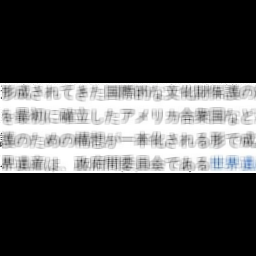 形成されてきた国際的な文化財保護の
を最初に確立したアメリカ合衆国など
護のための構想が一本化される形で成
界遺産は、政府間委員会である世界遺